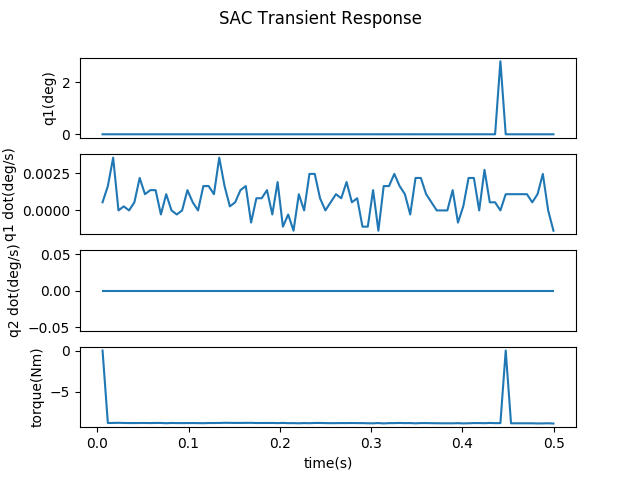 SAC Transient Response
q1(deg)
2
0
q1 dot(deg/s)
0.0025
0.0000
q2 dot(deg/s)
0.05
0.00
−0.05
torque(Nm)
0
−5
0.0 0.1 0.2 0.3 0.4 0.5
time(s)